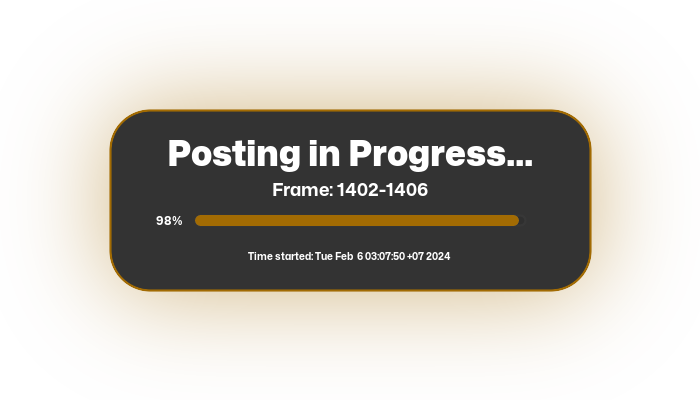 Posting in Progress...
Frame: 1402-1406
98%
Time started: Tue Feb 6 03:07:50 +07 2024